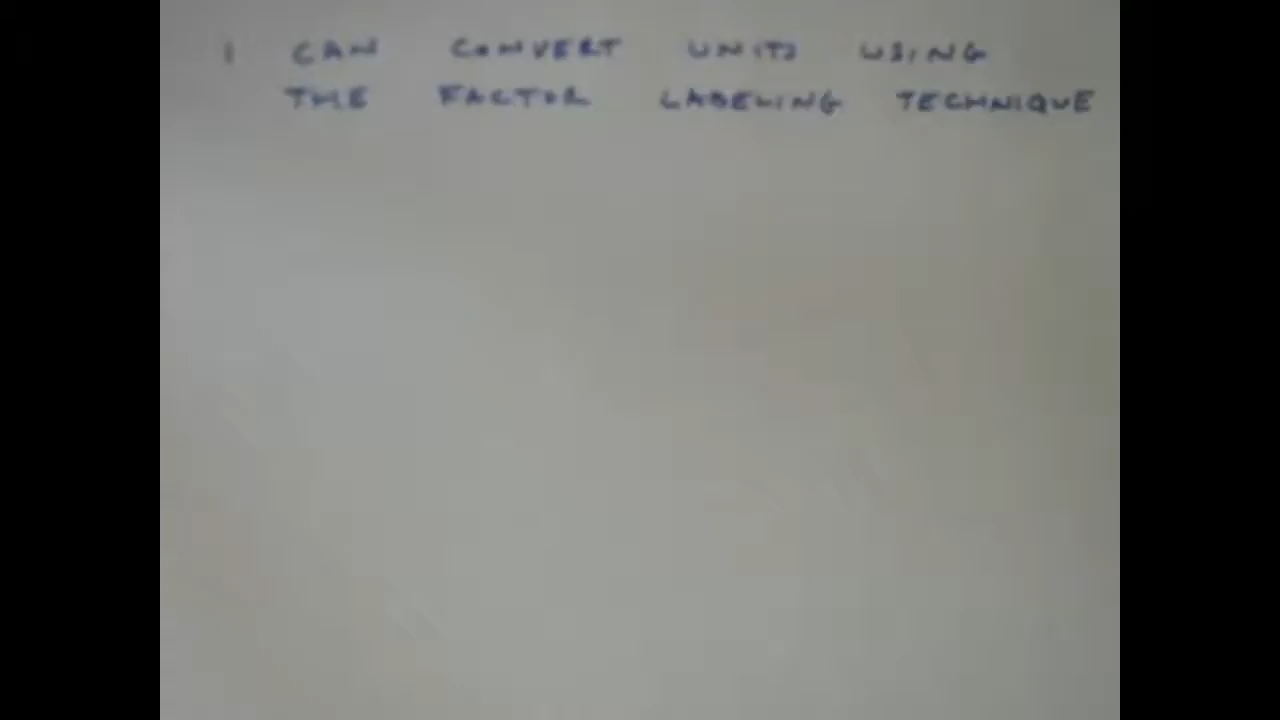 I CAN CONVERT UNITS USING
THE FACTOR LABELING TECHNIQUE